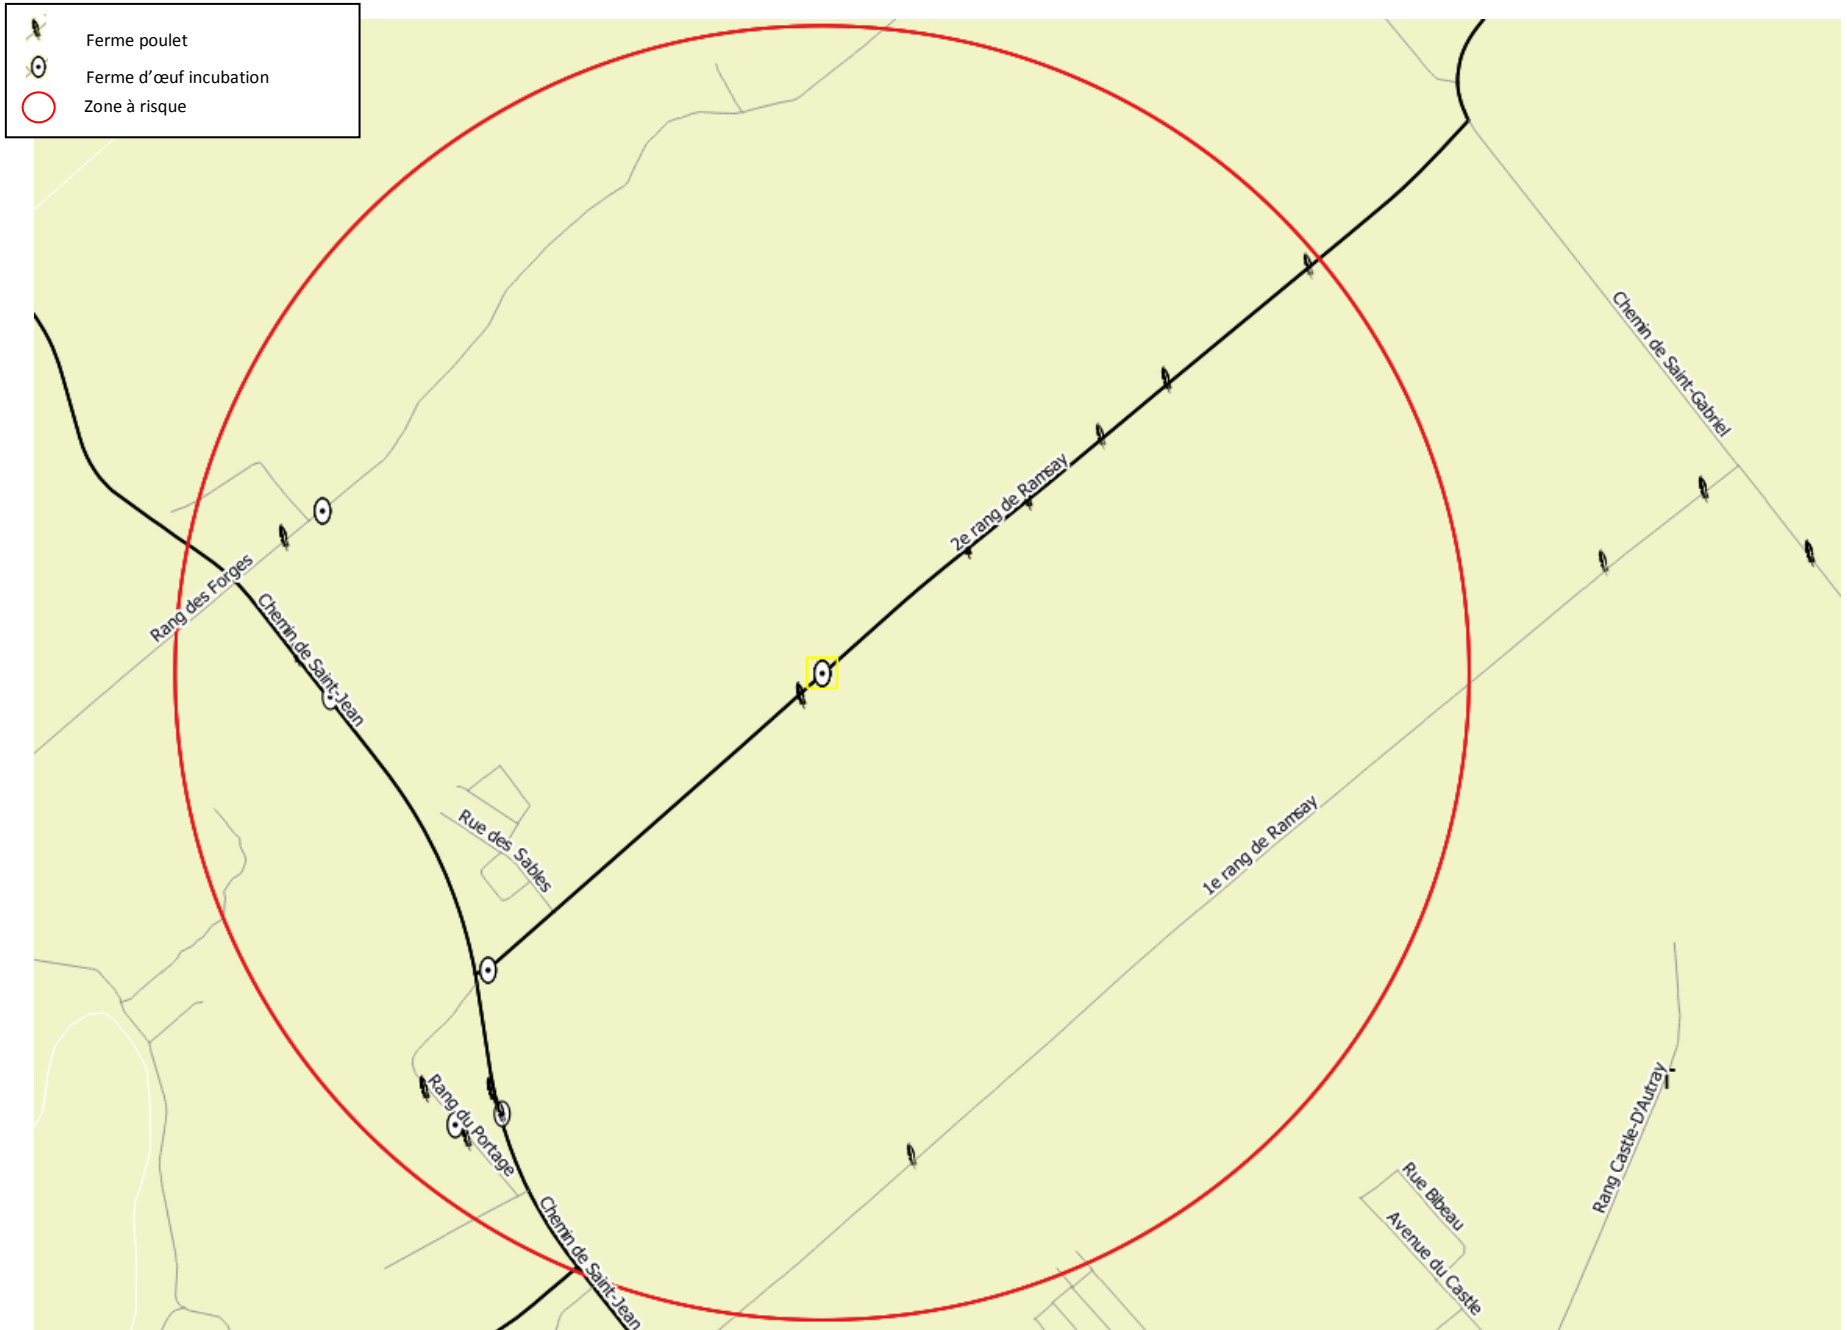 Ferme poulet
Ferme d’œuf incubation
Zone à risque
Chemin de Saint-Gabriel
2e rang de Ramsay
Rang des Forges
Chemin de Saint-Jean
Rue des Sables
1e rang de Ramsay
Rang du Portage
Chemin de Saint-Jean
Rang Castle-D'Autray
Rue Bibeau
Avenue du Castle